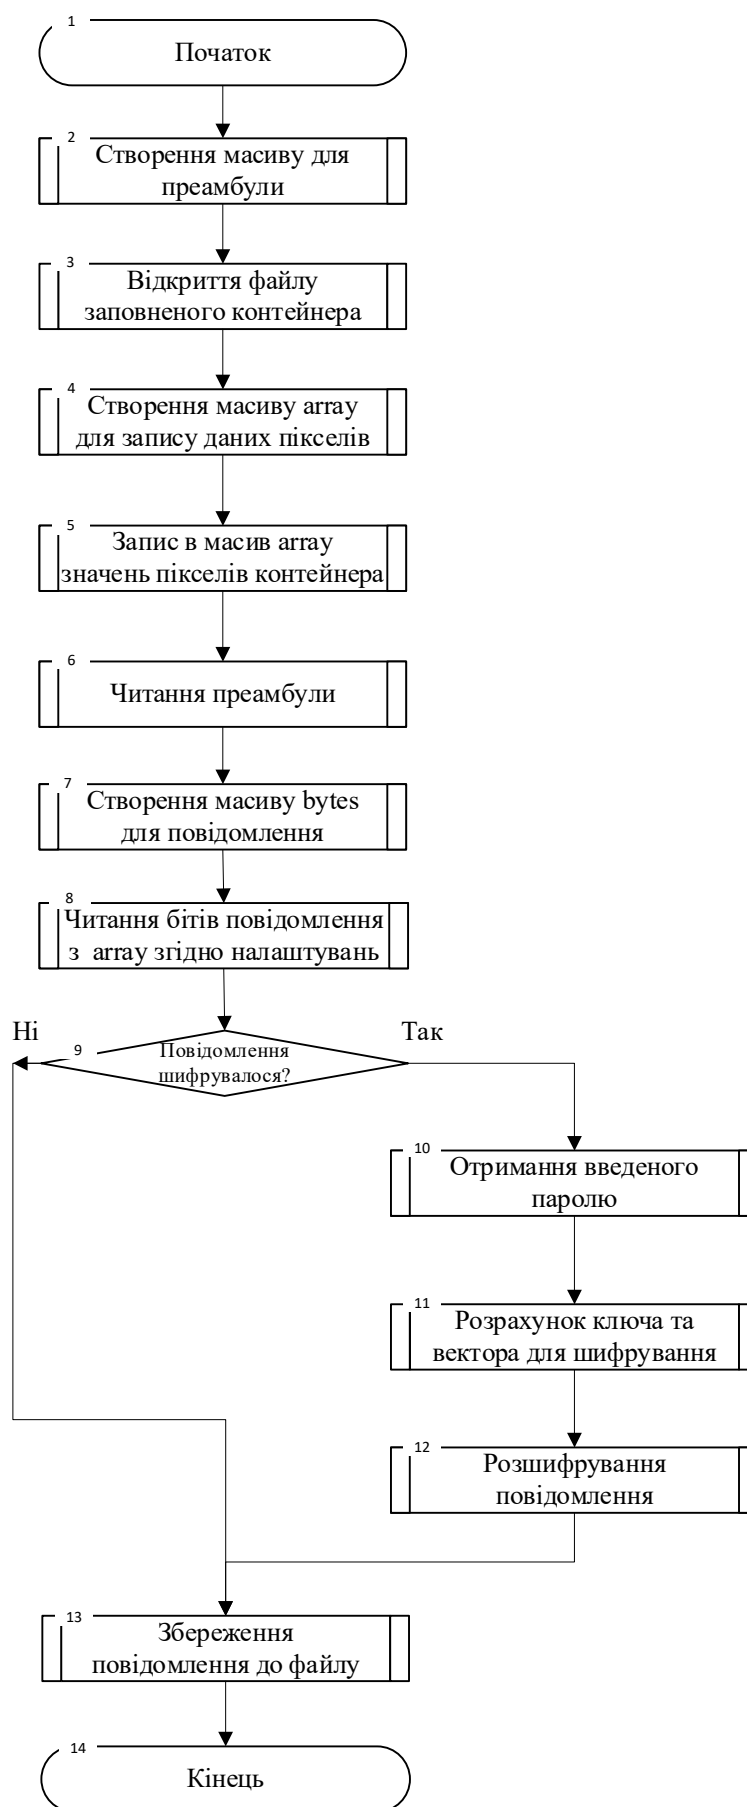 1
Початок
2
Створення масиву для
преамбули
3
Відкриття файлу
заповненого контейнера
4
Створення масиву array
для запису даних пікселів
5
Запис в масив array
значень пікселів контейнера
6
Читання преамбули
7
Створення масиву bytes
для повідомлення
8
Читання бітів повідомлення
з  array згідно налаштувань
Ні
Так
9
Повідомлення
шифрувалося?
10
Отримання введеного
паролю
11
Розрахунок ключа та
вектора для шифрування
12
Розшифрування
повідомлення
13
Збереження
повідомлення до файлу
14
Кінець